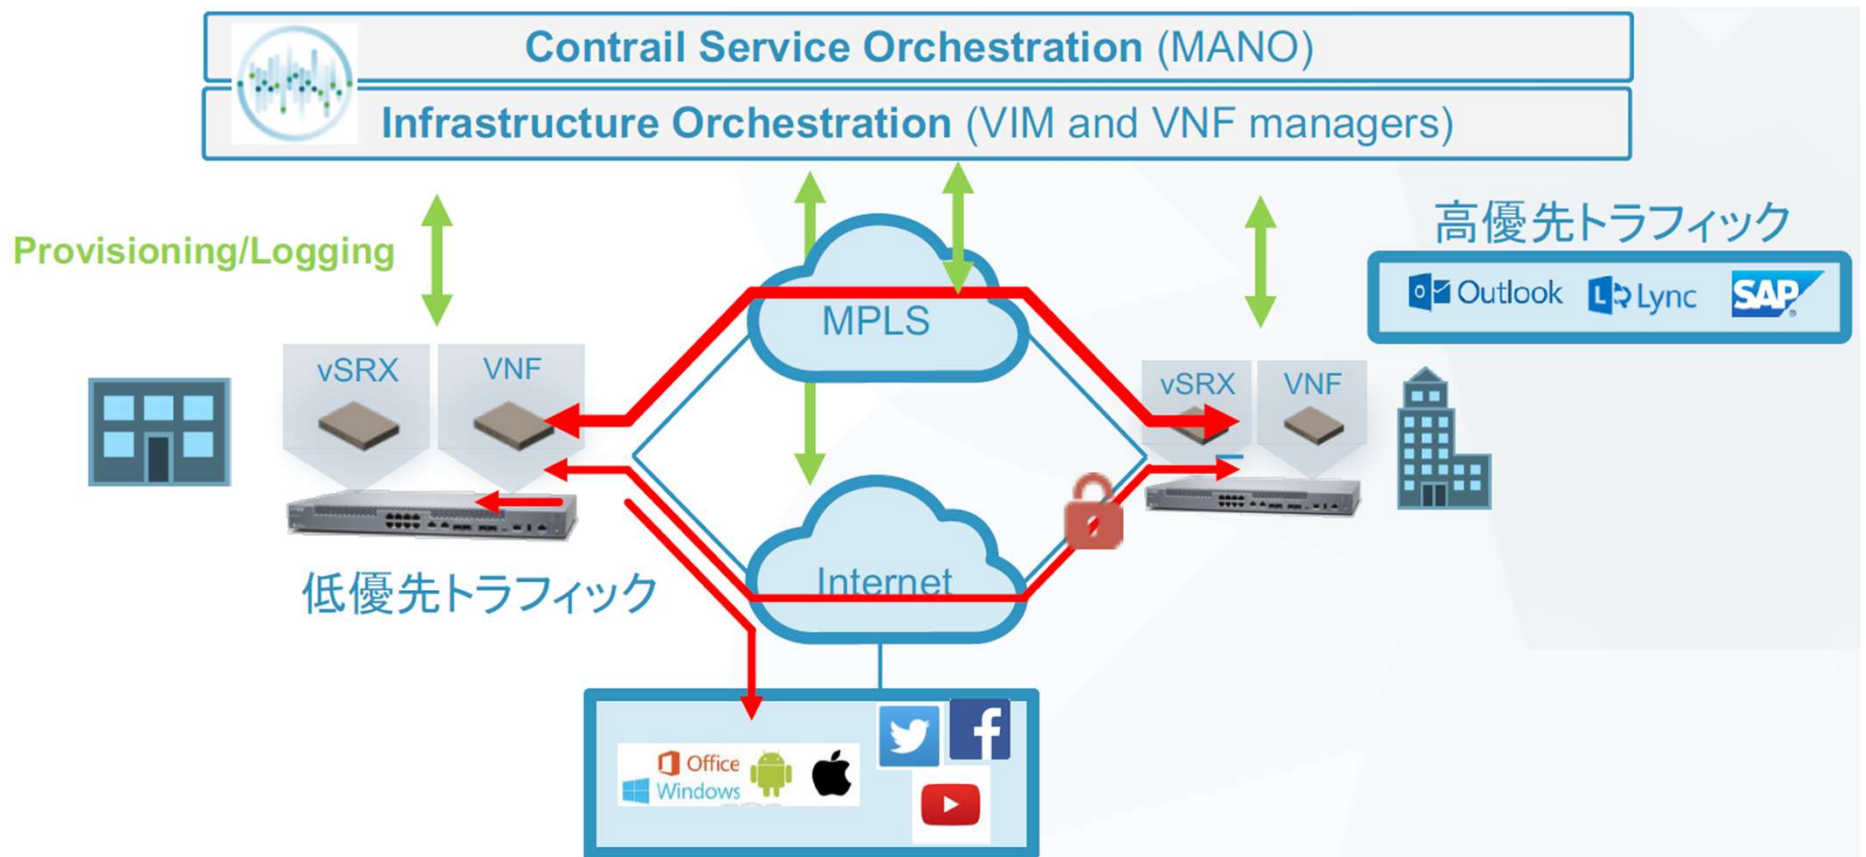 Contrail Service Orchestration (MANO)
Infrastructure Orchestration (VIM and VNF managers)
Provisioning/Logging
高優先トラフィック
Outlook
Lync
SAP
MPLS
vSRX
VNF
vSRX
VNF
低優先トラフィック
Internet
Office
Windows